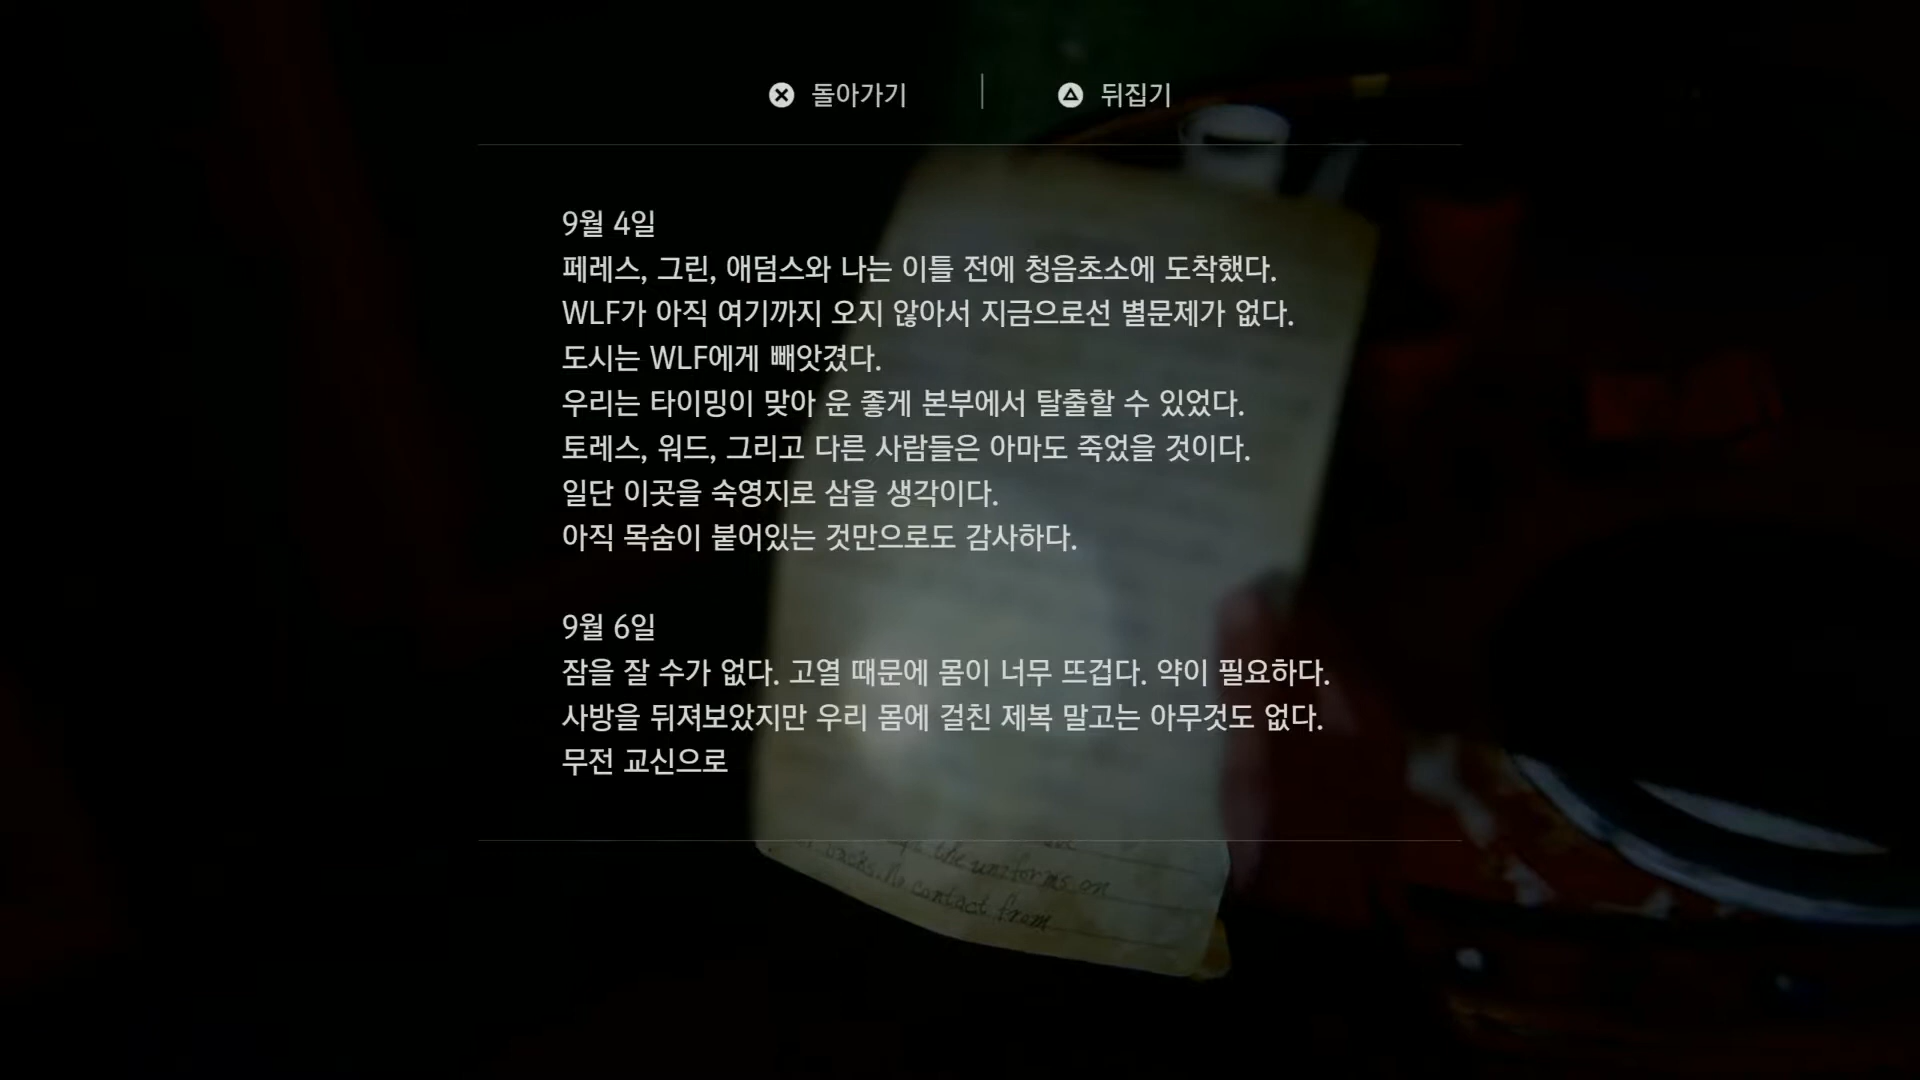 돌아가기 | 뒤집기
9월 4일
페레스, 그린, 애덤스와 나는 이틀 전에 청음초소에 도착했다.
WLF가 아직 여기까지 오지 않아서 지금으로선 별문제가 없다.
도시는 WLF에게 빼앗겼다.
우리는 타이밍이 맞아 운 좋게 본부에서 탈출할 수 있었다.
토레스, 워드, 그리고 다른 사람들은 아마도 죽었을 것이다.
일단 이곳을 숙영지로 삼을 생각이다.
아직 목숨이 붙어있는 것만으로도 감사하다.
9월 6일
잠을 잘 수가 없다. 고열 때문에 몸이 너무 뜨겁다. 약이 필요하다.
사방을 뒤져보았지만 우리 몸에 걸친 제복 말고는 아무것도 없다.
무전 교신으로
the uniforms on
backs. No contact from